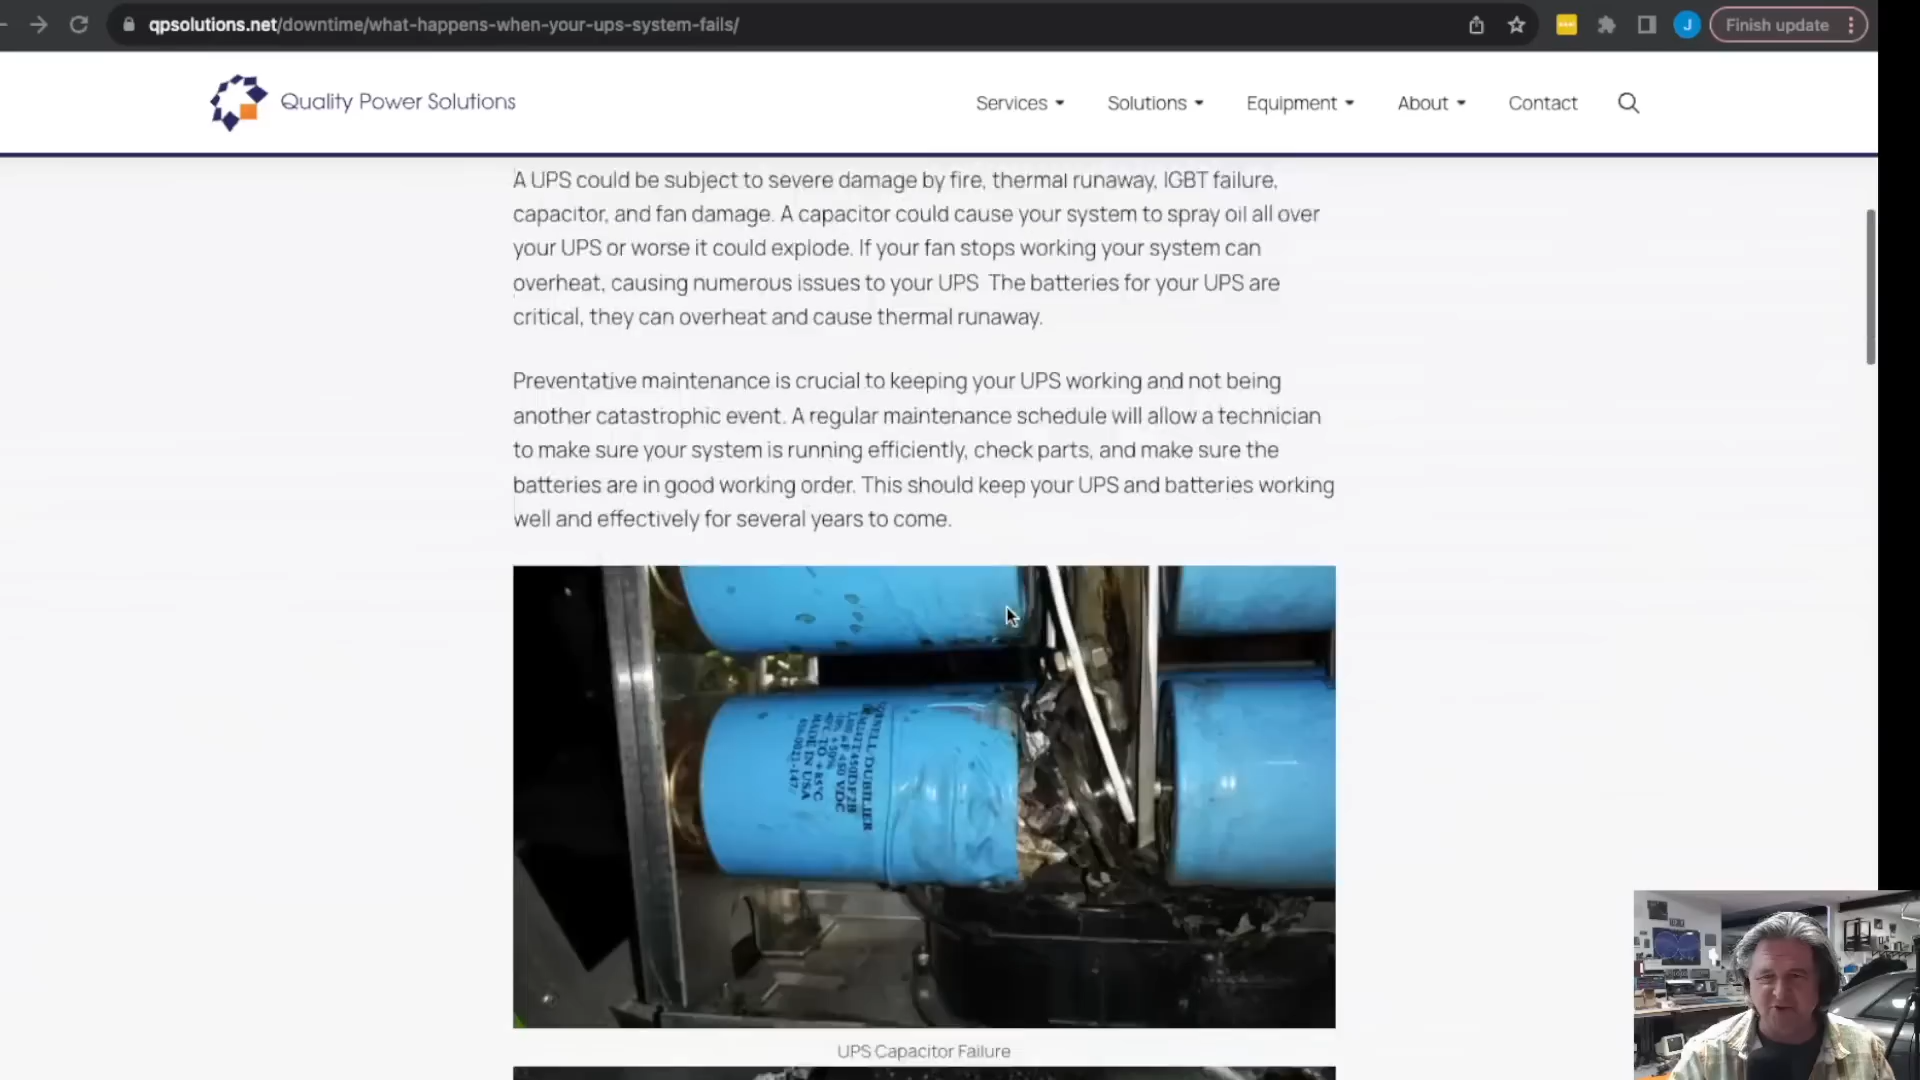 qpsolutions.net/downtime/what-happens-when-your-ups-system-fails/
J
Finish update
Quality Power Solutions
Services
Solutions
Equipment
About
Contact
A UPS could be subject to severe damage by fire, thermal runaway, IGBT failure,
capacitor, and fan damage. A capacitor could cause your system to spray oil all over
your UPS or worse it could explode. If your fan stops working your system can
overheat, causing numerous issues to your UPS The batteries for your UPS are
critical, they can overheat and cause thermal runaway.
Preventative maintenance is crucial to keeping your UPS working and not being
another catastrophic event. A regular maintenance schedule will allow a technician
to make sure your system is running efficiently, check parts, and make sure the
batteries are in good working order. This should keep your UPS and batteries working
well and effectively for several years to come.
CORNELL DUBILIER
450 VDC
+85°C
MADE IN USA
UPS Capacitor Failure